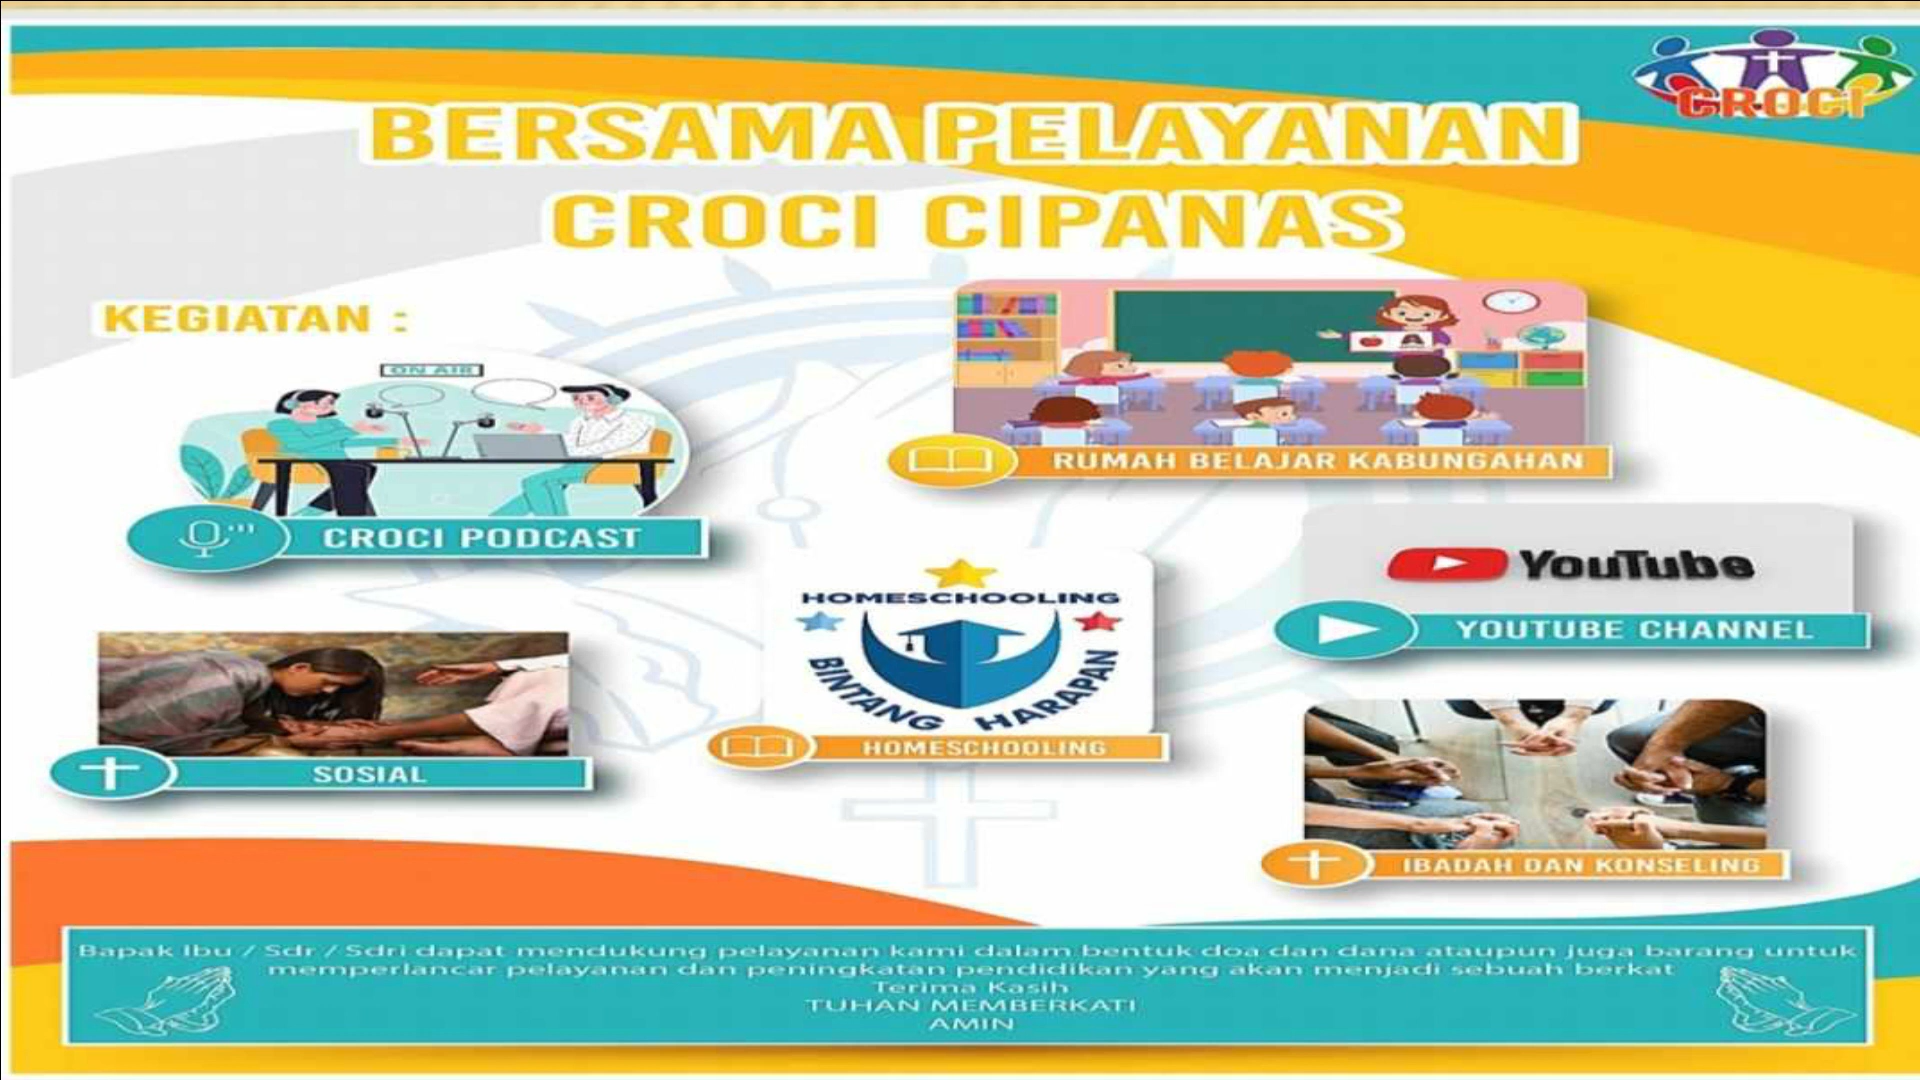 CROCI
BERSAMA PELAYANAN
CROCI CIPANAS
KEGIATAN :
ON AIR
CROCI PODCAST
A
RUMAH BELAJAR KABUNGAHAN
YouTube
YOUTUBE CHANNEL
HOMESCHOOLING
BINTANG HARAPAN
HOMESCHOOLING
SOSIAL
IBADAH DAN KONSELING
Bapak Ibu / Sdr / Sdri dapat mendukung pelayanan kami dalam bentuk doa dan dana ataupun juga barang untuk
memperlancar pelayanan dan peningkatan pendidikan yang akan menjadi sebuah berkat
Terima Kasih
TUHAN MEMBERKATI
AMIN